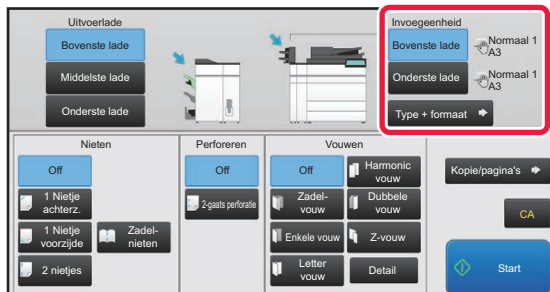 Uitvoerlade
Bovenste lade
Middelste lade
Onderste lade
Invoegeenheid
Bovenste lade
Normaal 1
A3
Onderste lade
Normaal 1
A3
Type + formaat
Nieten
Off
1 Nietje
achterz.
1 Nietje
voorzijde
Zadel-
nieten
2 nietjes
Perforeren
Off
2-gaats perforatie
Vouwen
Off
Harmonic
vouw
Zadel-
vouw
Dubbele
vouw
Enkele vouw
Z-vouw
Letter
vouw
Detail
Kopie/pagina's
CA
Start